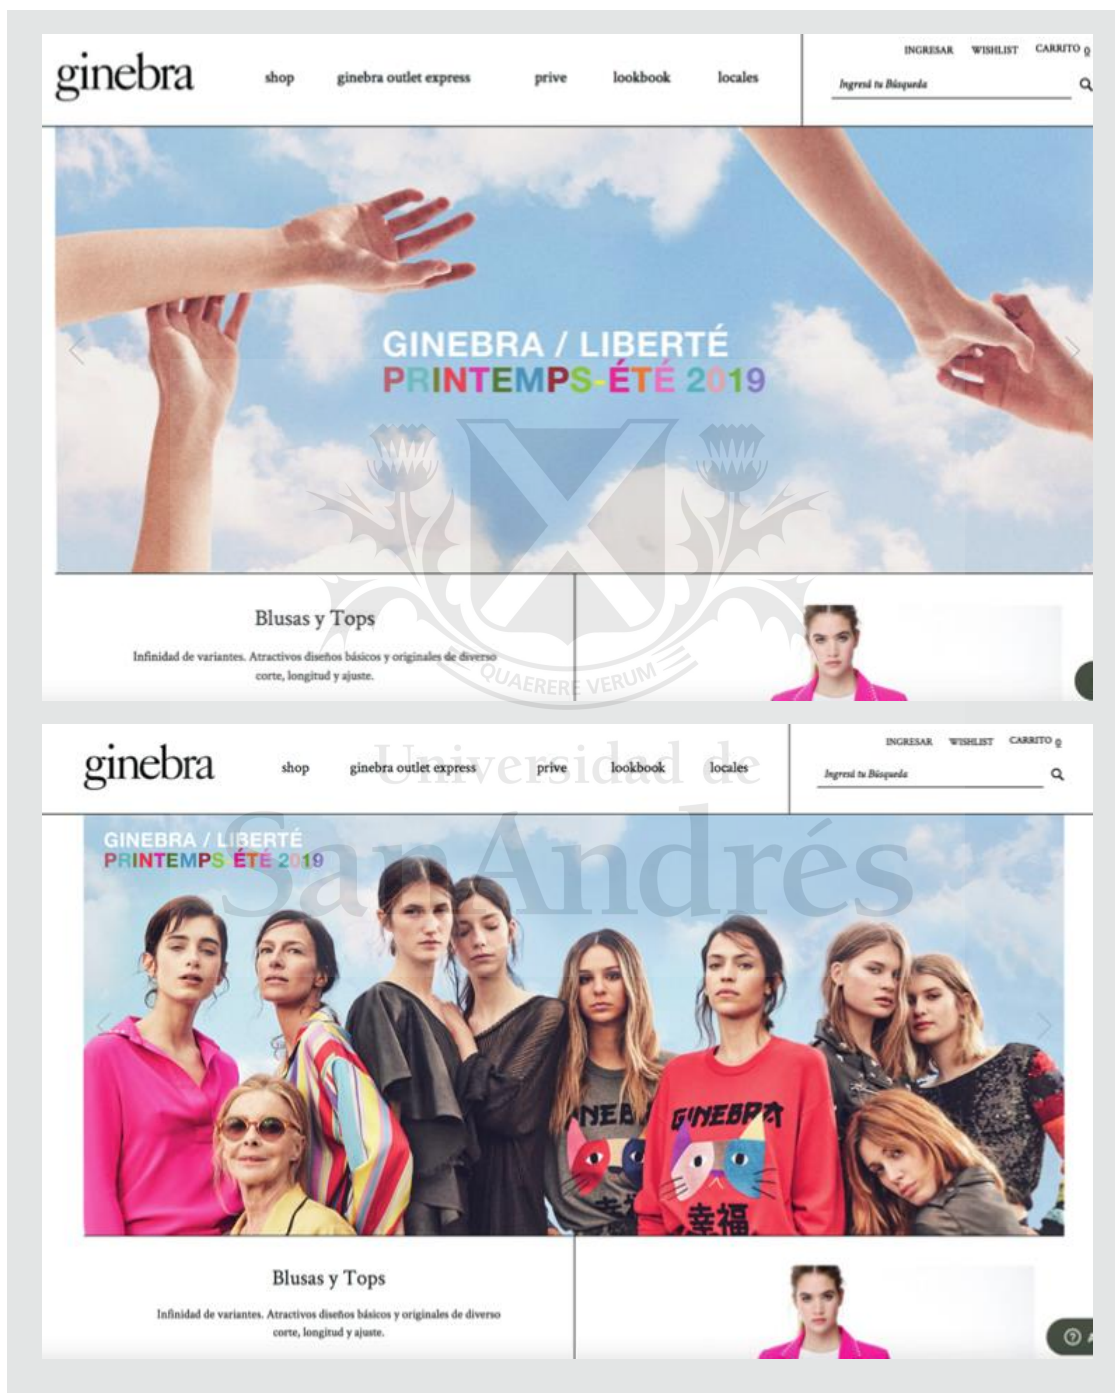 ginebra
shop ginebra outlet express prive lookbook locales
INGRESAR WISHLIST CARRITO 0
Ingresá tu Búsqueda
GINEBRA / LIBERTÉ
PRINTEMPS-ÉTÉ 2019
Blusas y Tops
Infinidad de variantes. Atractivos diseños básicos y originales de diverso
corte, longitud y ajuste.
QUAERERE VERUM
Universidad de
SanAndrés
ginebra
shop ginebra outlet express prive lookbook locales
INGRESAR WISHLIST CARRITO 0
Ingresá tu Búsqueda
GINEBRA / LIBERTÉ
PRINTEMPS-ÉTÉ 2019
GINEBRA
幸福
Blusas y Tops
Infinidad de variantes. Atractivos diseños básicos y originales de diverso
corte, longitud y ajuste.